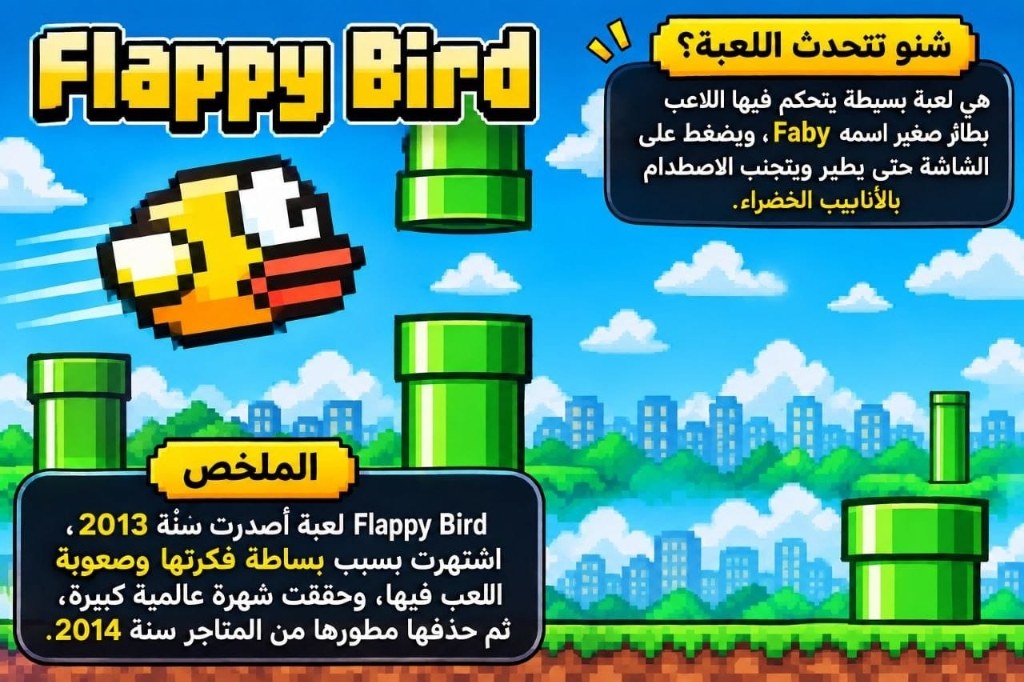 Flappy Bird
شنو تتحدث اللعبة؟
هي لعبة بسيطة يتحكم فيها اللاعب
بطائر صغير اسمه Faby، ويضغط على
الشاشة حتى يطير ويتجنب الاصطدام
بالأنابيب الخضراء.
الملخص
Flappy Bird لعبة أصدرت سنْة 2013 ،
اشتهرت بسبب بساطة فكرتها وصعوبة
اللعب فيها، وحققت شهرة عالمية كبيرة،
ثم حذفها مطورها من المتاجر سنة 2014.